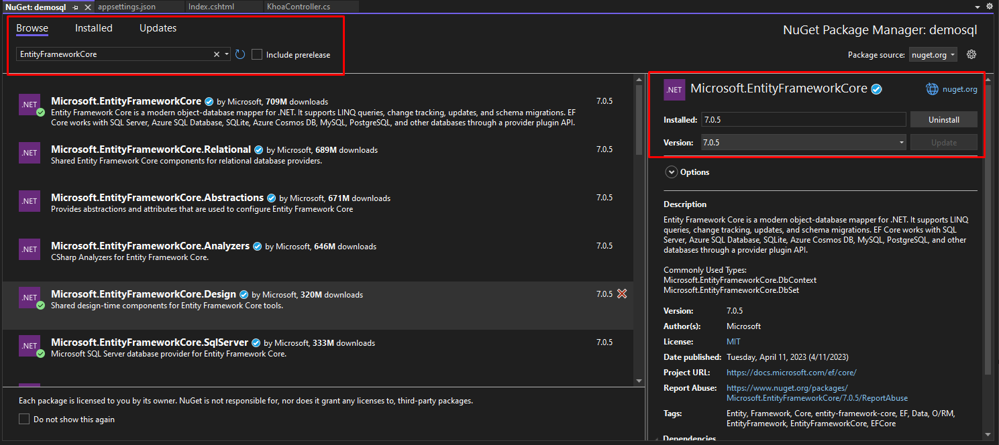 NuGet: demosql
appsettings.json
Index.cshtml
KhoaController.cs
Browse
Installed
Updates
NuGet Package Manager: demosql
EntityFrameworkCore
Include prerelease
Package source: nuget.org
.NET
Microsoft.EntityFrameworkCore by Microsoft, 709M downloads
7.0.5
Entity Framework Core is a modern object-database mapper for .NET. It supports LINQ queries, change tracking, updates, and schema migrations. EF
Core works with SQL Server, Azure SQL Database, SQLite, Azure Cosmos DB, MySQL, PostgreSQL, and other databases through a provider plugin API.
.NET
Microsoft.EntityFrameworkCore.Relational by Microsoft, 689M downloads
7.0.5
Shared Entity Framework Core components for relational database providers.
.NET
Microsoft.EntityFrameworkCore.Abstractions by Microsoft, 671M downloads
7.0.5
Provides abstractions and attributes that are used to configure Entity Framework Core
.NET
Microsoft.EntityFrameworkCore.Analyzers by Microsoft, 646M downloads
7.0.5
CSharp Analyzers for Entity Framework Core.
.NET
Microsoft.EntityFrameworkCore.Design by Microsoft, 320M downloads
7.0.5
Shared design-time components for Entity Framework Core tools.
.NET
Microsoft.EntityFrameworkCore.SqlServer by Microsoft, 333M downloads
7.0.5
Microsoft SQL Server database provider for Entity Framework Core.
Each package is licensed to you by its owner. NuGet is not responsible for, nor does it grant any licenses to, third-party packages.
Do not show this again
.NET
Microsoft.EntityFrameworkCore
nuget.org
Installed: 7.0.5
Uninstall
Version: 7.0.5
Update
Options
Description
Entity Framework Core is a modern object-database mapper for .NET. It supports LINQ
queries, change tracking, updates, and schema migrations. EF Core works with SQL
Server, Azure SQL Database, SQLite, Azure Cosmos DB, MySQL, PostgreSQL, and other
databases through a provider plugin API.
Commonly Used Types:
Microsoft.EntityFrameworkCore.DbContext
Microsoft.EntityFrameworkCore.DbSet
Version: 7.0.5
Author(s): Microsoft
License: MIT
Date published: Tuesday, April 11, 2023 (4/11/2023)
Project URL: https://docs.microsoft.com/ef/core/
Report Abuse: https://www.nuget.org/packages/
Microsoft.EntityFrameworkCore/7.0.5/ReportAbuse
Tags: Entity, Framework, Core, entity-framework-core, EF, Data, O/RM,
EntityFramework, EntityFrameworkCore, EFCore
Dependencies